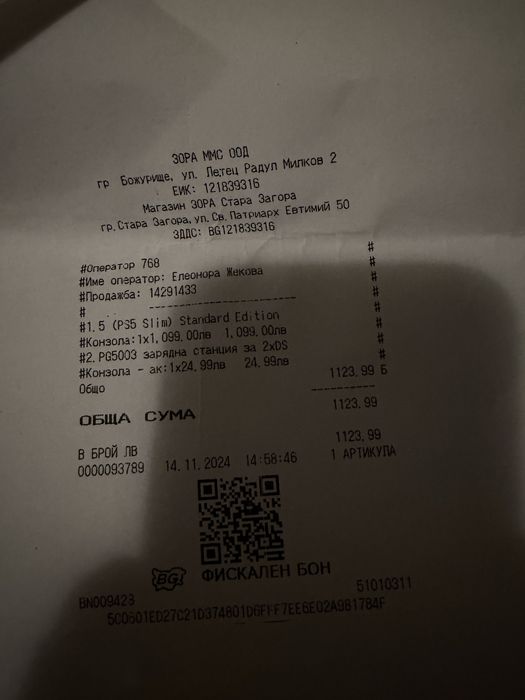 ЗОРА ММС ООД
гр Божурище, ул. Летец Радул Милков 2
ЕИК: 121839316
Магазин ЗОРА Стара Загора
гр.Стара Загора, ул. Св. Патриарх Евтимий 50
ЗДДС: BG121839316
#Оператор 768 #
#Име оператор: Елеонора Жекова #
#Продажба: 14291433 #
# ------------------------ #
#1. 5 (PS5 Slim) Standard Edition #
#Конзола:1x1,099.00лв 1,099.00лв #
#2. PG5003 зарядна станция за 2xDS #
#Конзола - ак:1x24.99лв 24.99лв #
Общо 1123.99 Б
------------
ОБЩА СУМА 1123.99
В БРОЙ ЛВ 1123.99
0000093789 14.11.2024 14:58:46 1 АРТИКУЛА
BG! ФИСКАЛЕН БОН
BN009423 51010311